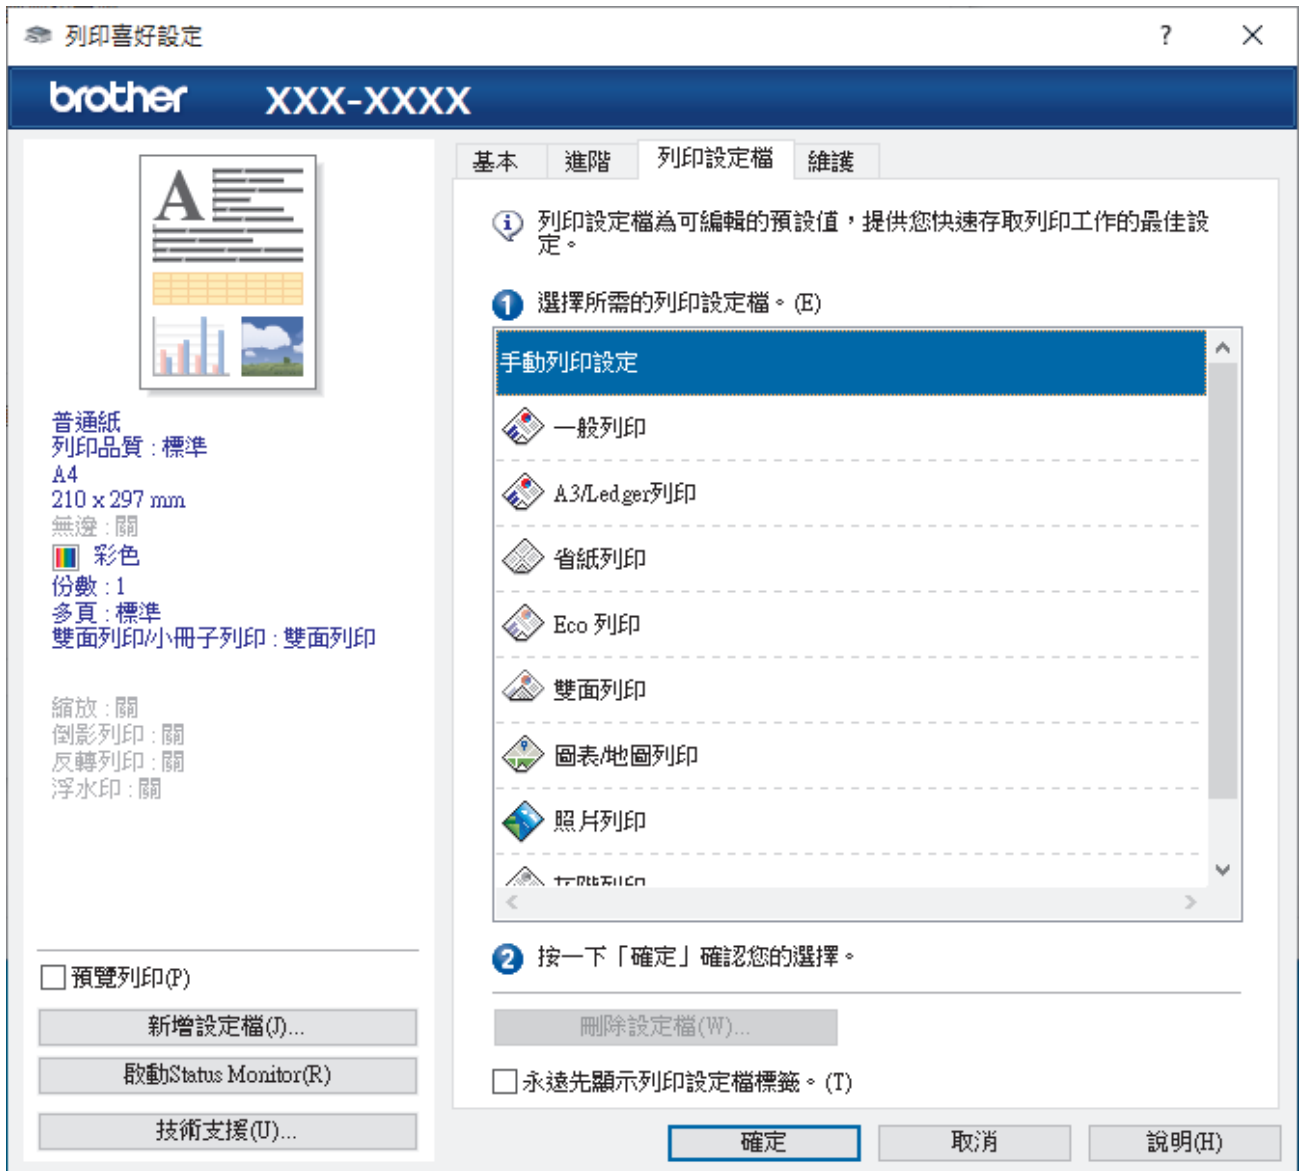 列印喜好設定
?
brother XXX-XXXX
A
普通紙
列印品質 : 標準
A4
210 x 297 mm
無邊 : 關
彩色
份數 : 1
多頁 : 標準
雙面列印/小冊子列印 : 雙面列印
縮放 : 關
倒影列印 : 關
反轉列印 : 關
浮水印 : 關
預覽列印(P)
新增設定檔(J)...
啟動Status Monitor(R)
技術支援(U)...
基本 進階 列印設定檔 維護
列印設定檔為可編輯的預設值，提供您快速存取列印工作的最佳設
定。
1 選擇所需的列印設定檔。(E)
手動列印設定
一般列印
A3/Ledger列印
省紙列印
Eco 列印
雙面列印
圖表/地圖列印
照片列印
灰階列印
2 按一下「確定」確認您的選擇。
刪除設定檔(W)...
永遠先顯示列印設定檔標籤。(T)
確定 取消 說明(H)